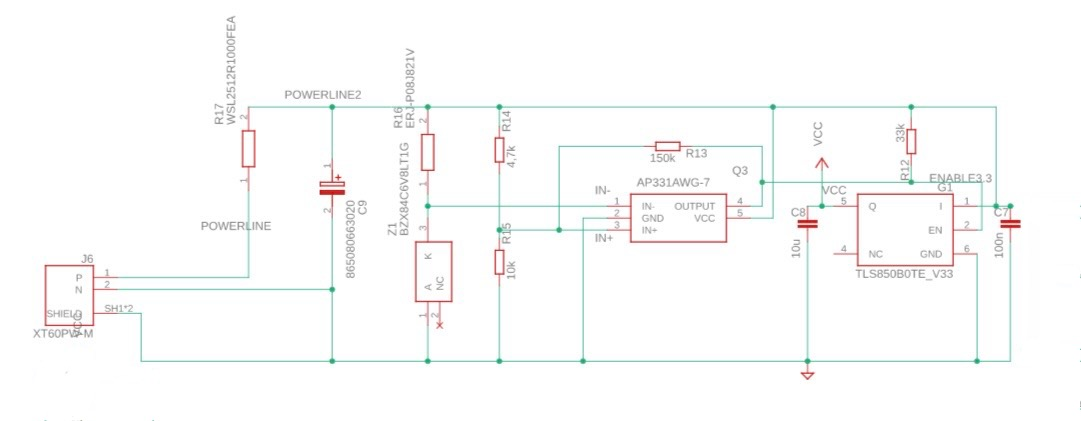 R17
WSL2512R1000FEA
2
1
POWERLINE2
POWERLINE
1
+
2
865080663020
C9
R16
ERJ-P08J821V
2
1
Z1
BZX84C6V8LT1G
3
K
A
NC
1
2
R14
4,7k
R15
10k
150k
R13
Q3
AP331AWG-7
IN-
1
IN-
OUTPUT
4
2
GND
VCC
5
3
IN+
IN+
VCC
33k
R12
ENABLE3.3
G1
VCC
5
Q
I
1
EN
2
4
NC
GND
6
TLS850B0TE_V33
C8
10u
C7
100n
J6
P
1
N
2
SHIELD
SH1*2
VCC
XT60PW-M